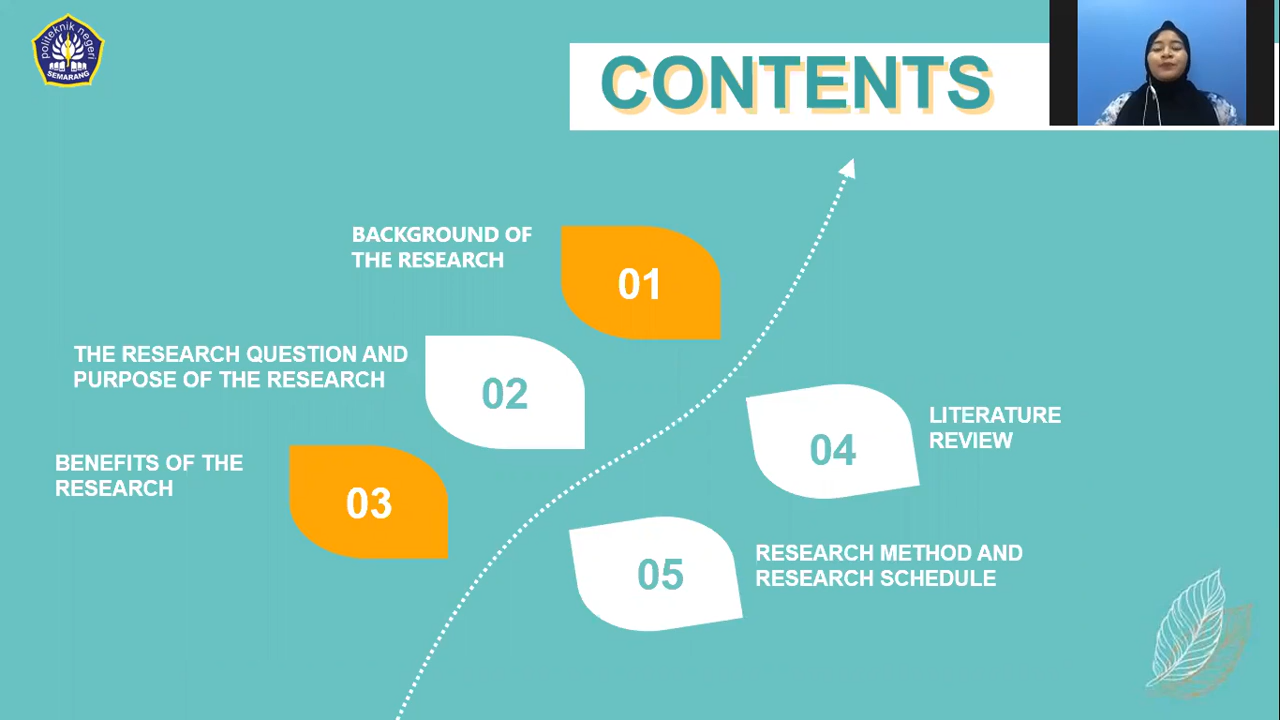 politeknik negeri
SEMARANG
CONTENTS
BACKGROUND OF
THE RESEARCH
01
THE RESEARCH QUESTION AND
PURPOSE OF THE RESEARCH
02
BENEFITS OF THE
RESEARCH
03
04
LITERATURE
REVIEW
05
RESEARCH METHOD AND
RESEARCH SCHEDULE